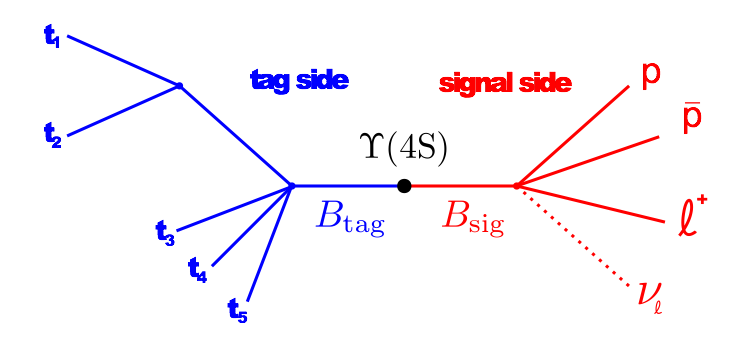 t₁
tag side
signal side
p
p̄
t₂
Υ(4S)
B_tag
B_sig
ℓ⁺
t₃
t₄
t₅
ν_ℓ